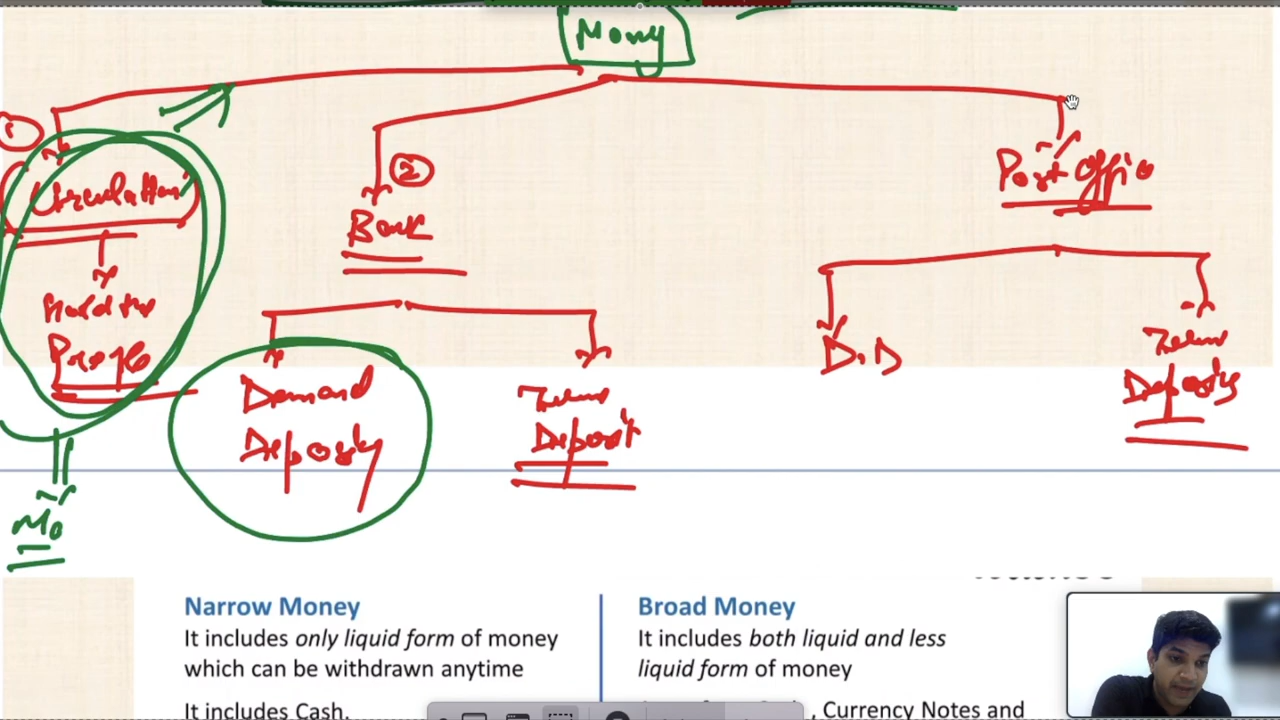 Mony
①
Circulation
②
Bank
Post Office
Hold by
People
Demand
Deposits
Term
Deposit
D.D
Term
Deposits
M₀
Narrow Money
It includes only liquid form of money
which can be withdrawn anytime
It includes Cash,
Broad Money
It includes both liquid and less
liquid form of money
, Currency Notes and